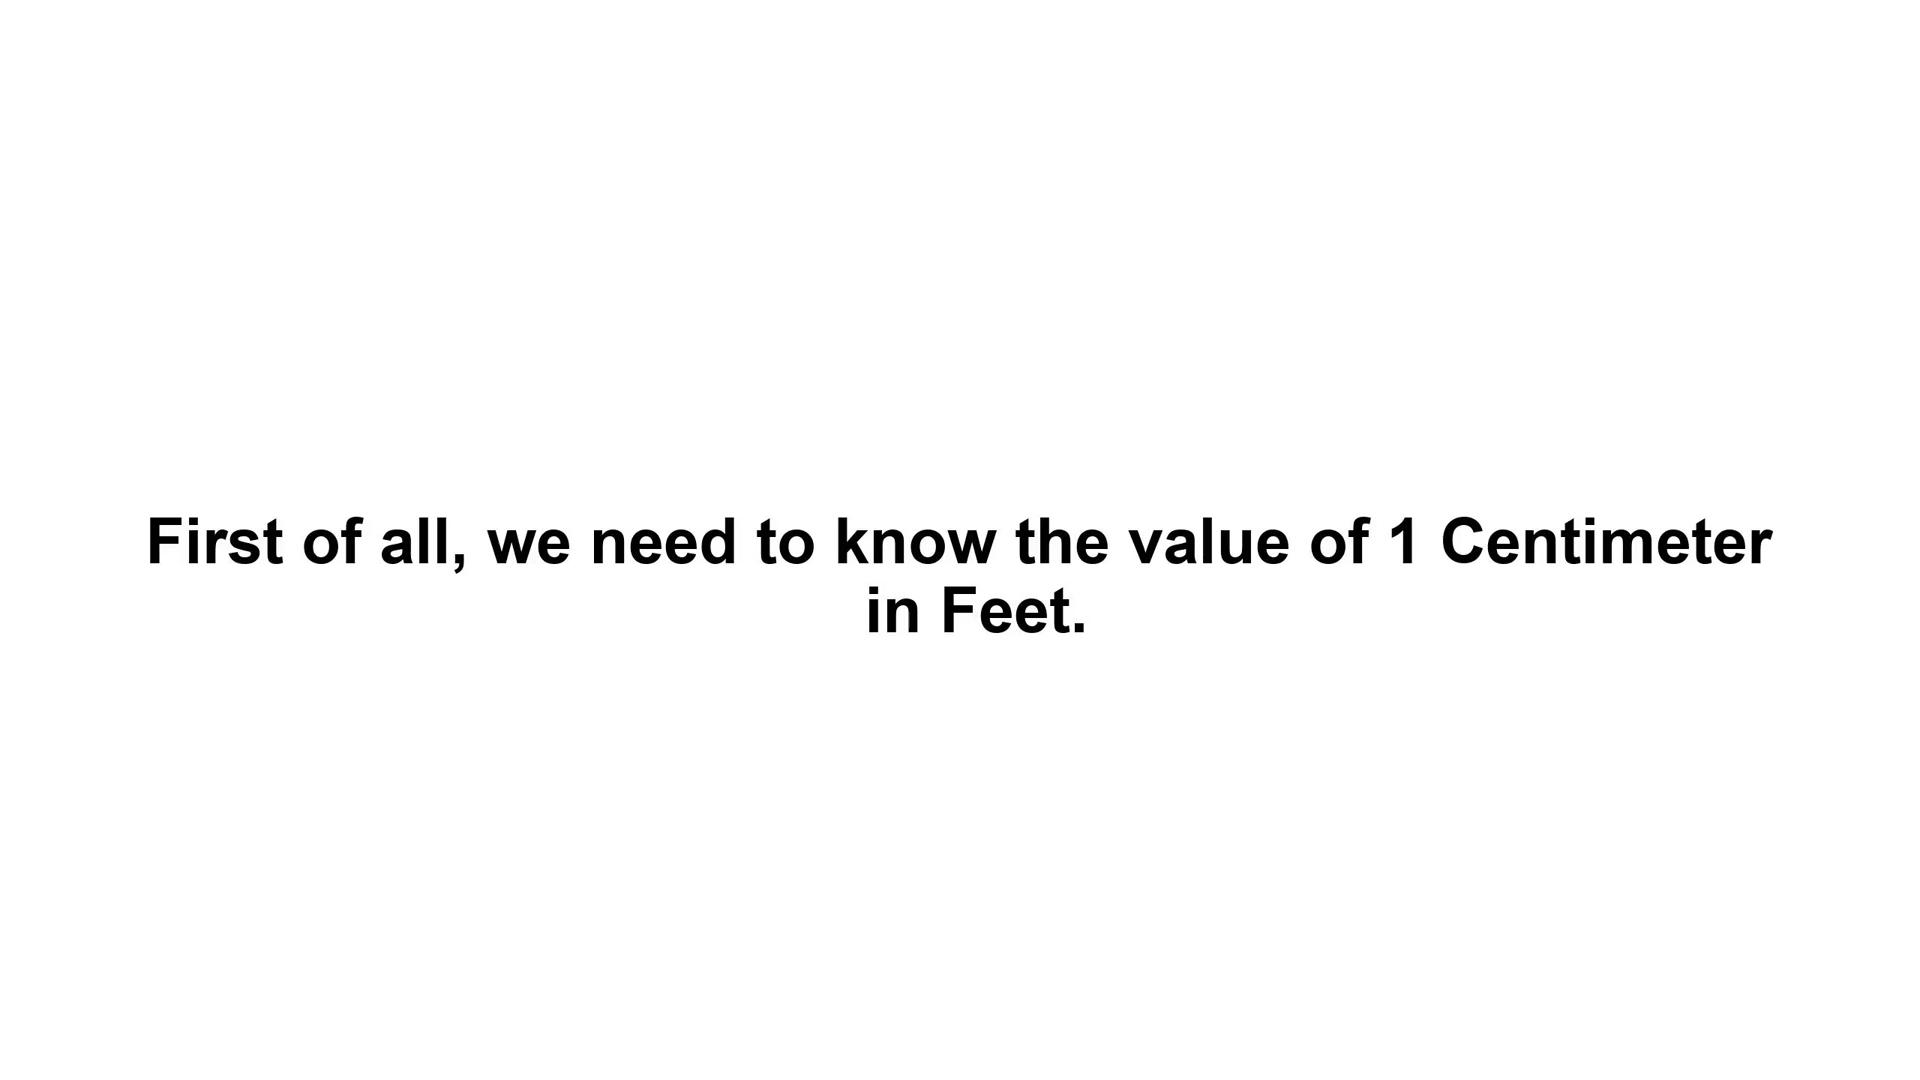 First of all, we need to know the value of 1 Centimeter
in Feet.